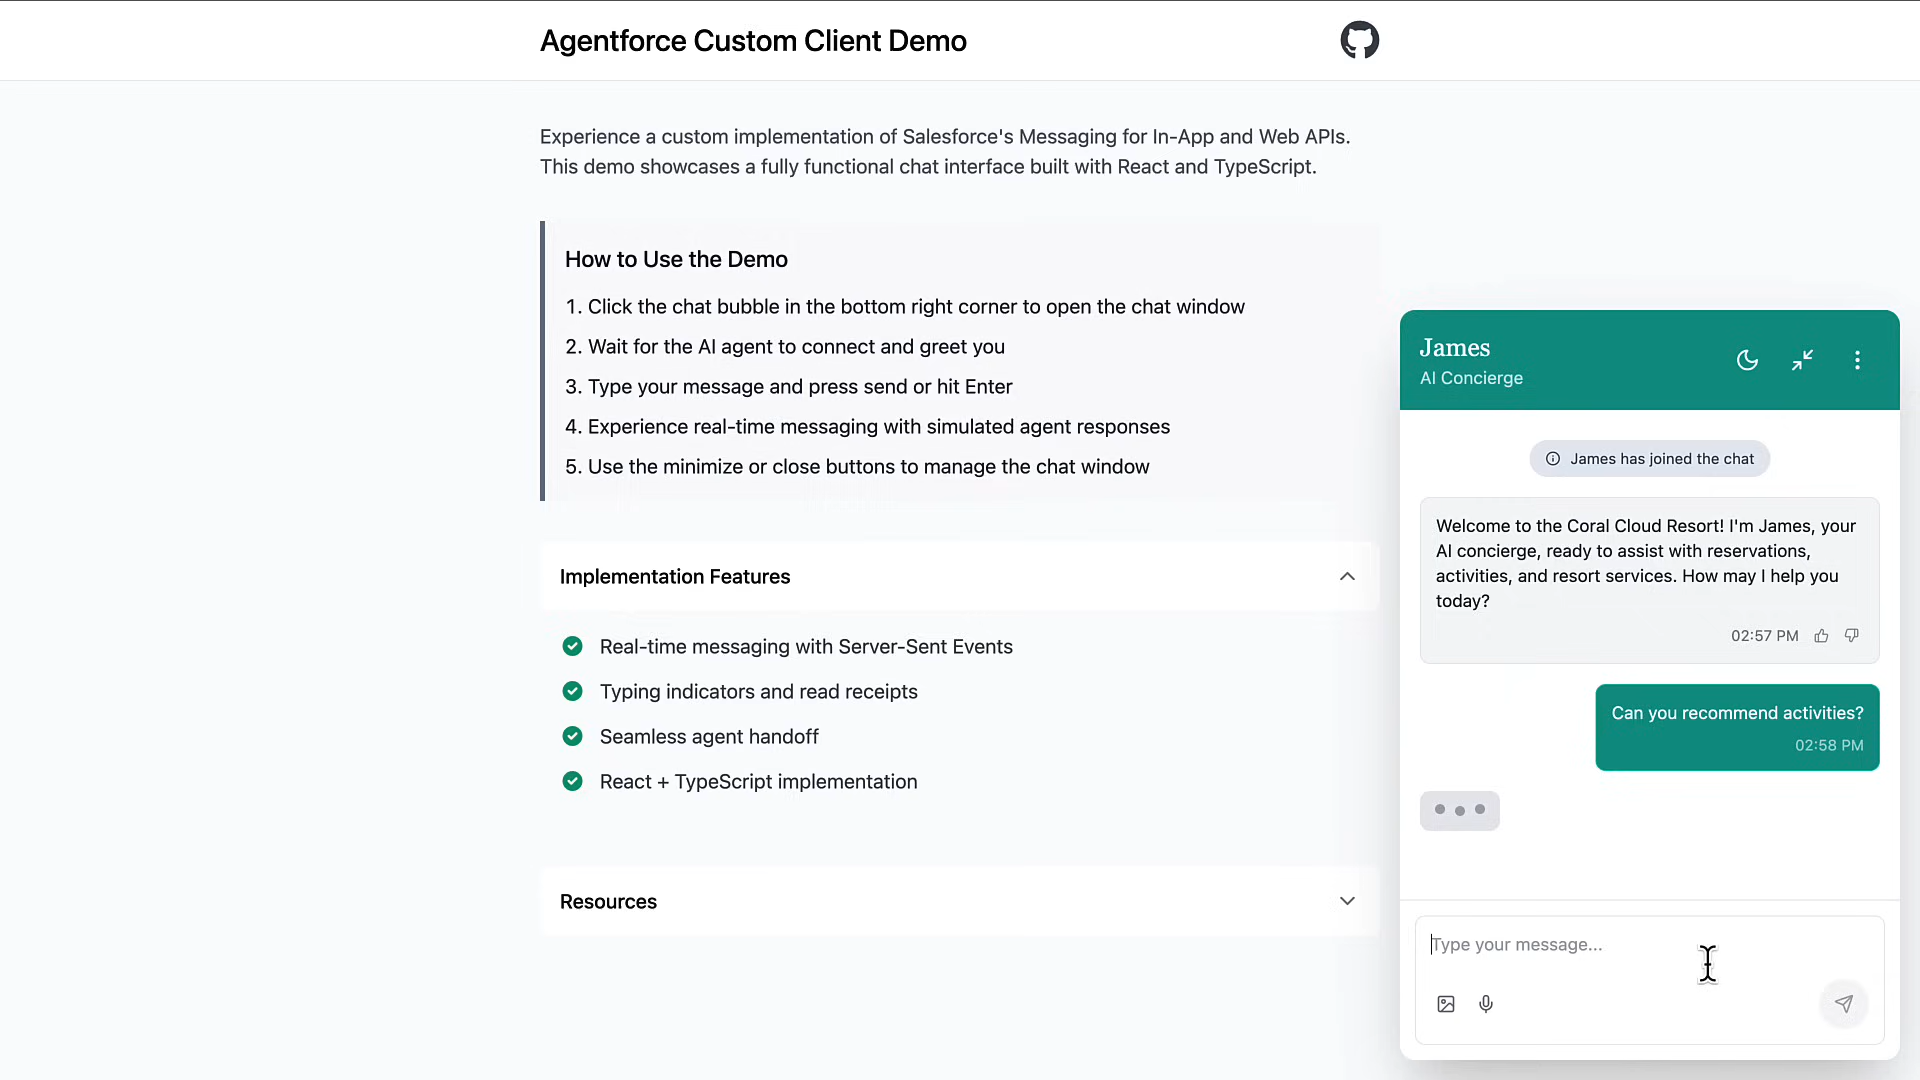 Agentforce Custom Client Demo
Experience a custom implementation of Salesforce's Messaging for In-App and Web APIs.
This demo showcases a fully functional chat interface built with React and TypeScript.
How to Use the Demo
1. Click the chat bubble in the bottom right corner to open the chat window
2. Wait for the AI agent to connect and greet you
3. Type your message and press send or hit Enter
4. Experience real-time messaging with simulated agent responses
5. Use the minimize or close buttons to manage the chat window
Implementation Features
Real-time messaging with Server-Sent Events
Typing indicators and read receipts
Seamless agent handoff
React + TypeScript implementation
Resources
James
AI Concierge
James has joined the chat
Welcome to the Coral Cloud Resort! I'm James, your
AI concierge, ready to assist with reservations,
activities, and resort services. How may I help you
today?
02:57 PM
Can you recommend activities?
02:58 PM
Type your message...